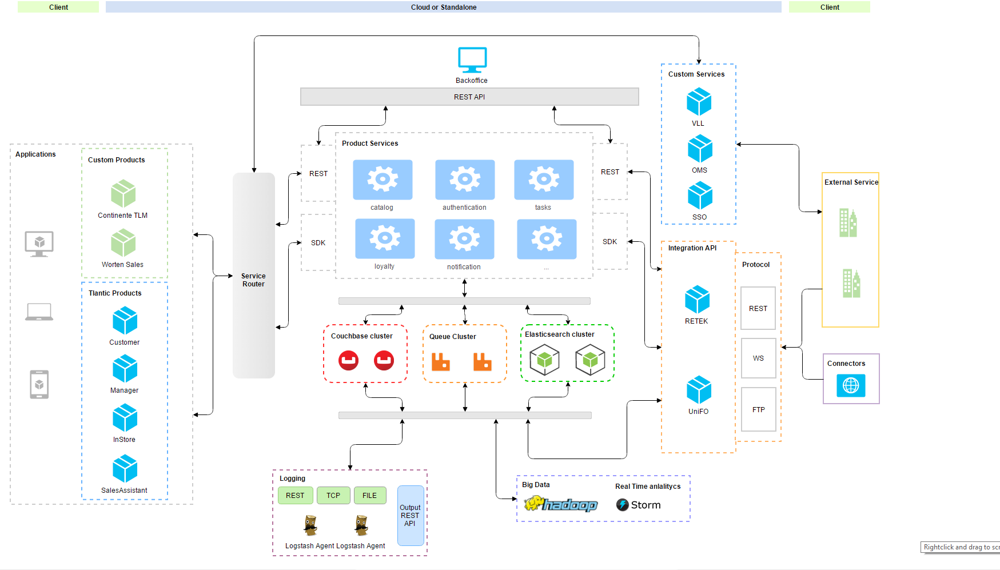 Client
Cloud or Standalone
Client
Backoffice
REST API
Custom Services
VLL
OMS
SSO
Applications
Custom Products
Continente TLM
Worten Sales
Tlantic Products
Customer
Manager
InStore
SalesAssistant
Service
Router
REST
SDK
Product Services
catalog
authentication
tasks
loyalty
notification
...
REST
SDK
Couchbase cluster
Queue Cluster
Elasticsearch cluster
Integration API
RETEK
UniFO
Protocol
REST
WS
FTP
External Service
Connectors
Logging
REST
TCP
FILE
Output
REST
API
Logstash Agent
Logstash Agent
Big Data
hadoop
Real Time anlalitycs
Storm
Rightclick and drag to scr